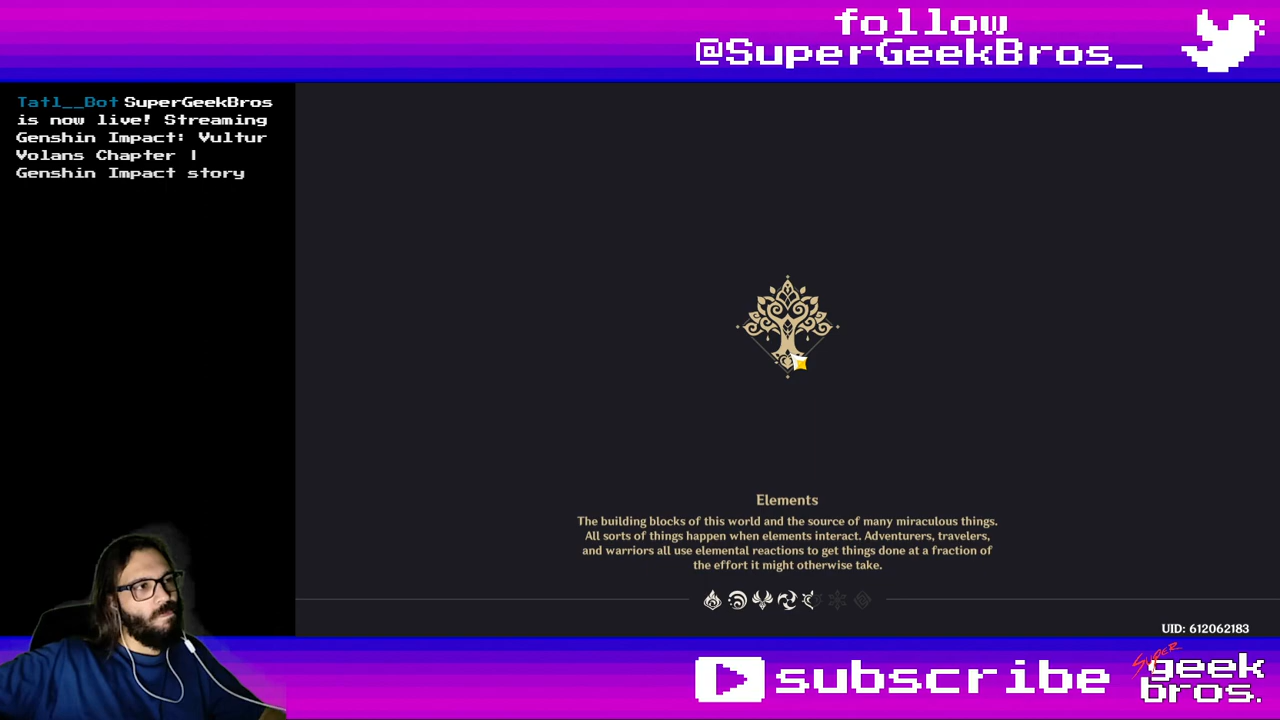 follow
@SuperGeekBros_
Tatl__Bot SuperGeekBros
is now live! Streaming
Genshin Impact: Vultur
Volans Chapter |
Genshin Impact story
Elements
The building blocks of this world and the source of many miraculous things.
All sorts of things happen when elements interact. Adventurers, travelers,
and warriors all use elemental reactions to get things done at a fraction of
the effort it might otherwise take.
UID: 612062183
subscribe
SUPER
geek
bros.